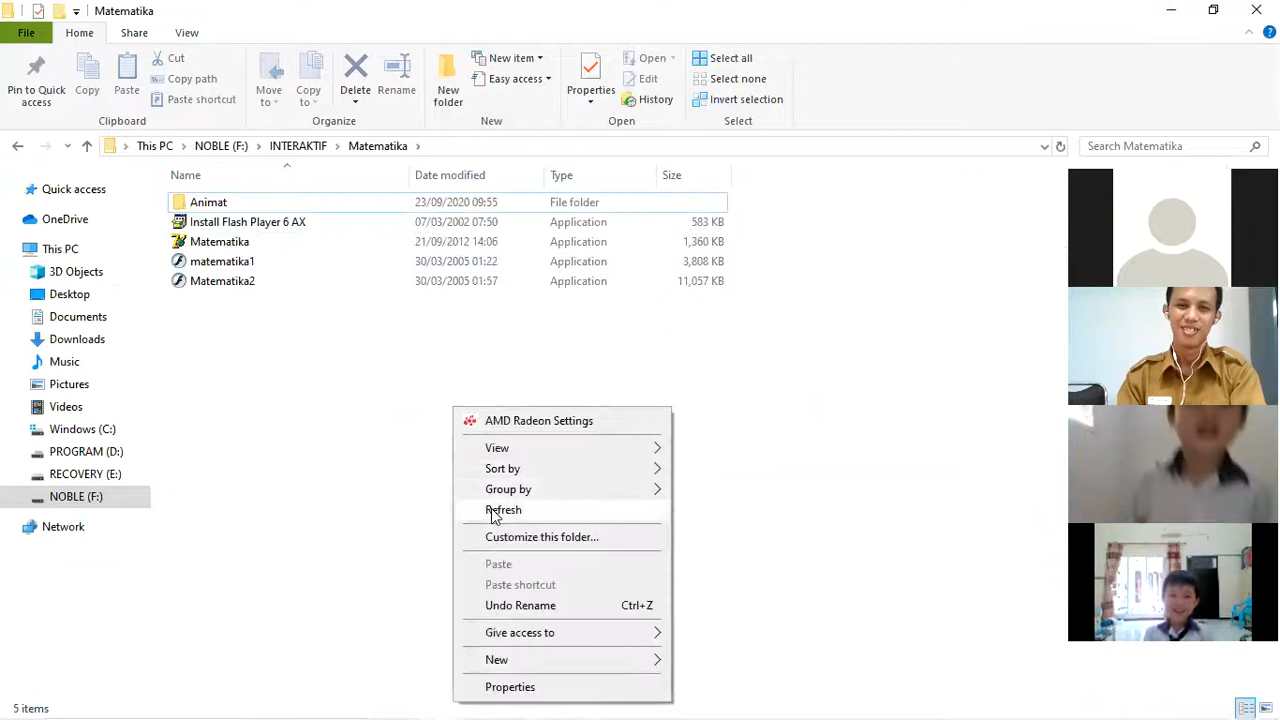 Matematika
File Home Share View
Pin to Quick access
Copy
Paste
Cut
Copy path
Paste shortcut
Clipboard
Move to
Copy to
Delete
Rename
Organize
New folder
New item
Easy access
New
Properties
Open
Edit
History
Open
Select all
Select none
Invert selection
Select
This PC NOBLE (F:) INTERAKTIF Matematika
Search Matematika
Quick access
OneDrive
This PC
3D Objects
Desktop
Documents
Downloads
Music
Pictures
Videos
Windows (C:)
PROGRAM (D:)
RECOVERY (E:)
NOBLE (F:)
Network
Name Date modified Type Size
Animat 23/09/2020 09:55 File folder
Install Flash Player 6 AX 07/03/2002 07:50 Application 583 KB
Matematika 21/09/2012 14:06 Application 1,360 KB
matematika1 30/03/2005 01:22 Application 3,808 KB
Matematika2 30/03/2005 01:57 Application 11,057 KB
AMD Radeon Settings
View
Sort by
Group by
Refresh
Customize this folder...
Paste
Paste shortcut
Undo Rename Ctrl+Z
Give access to
New
Properties
5 items